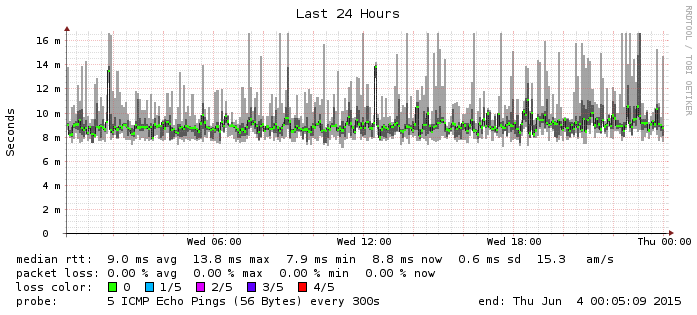 Last 24 Hours
RRDTOOL / TOBI OETIKER
Seconds
16 m
14 m
12 m
10 m
8 m
6 m
4 m
2 m
0
Wed 06:00 Wed 12:00 Wed 18:00 Thu 00:00
median rtt: 9.0 ms avg 13.8 ms max 7.9 ms min 8.8 ms now 0.6 ms sd 15.3 am/s
packet loss: 0.00 % avg 0.00 % max 0.00 % min 0.00 % now
loss color: 0 1/5 2/5 3/5 4/5
probe: 5 ICMP Echo Pings (56 Bytes) every 300s end: Thu Jun 4 00:05:09 2015